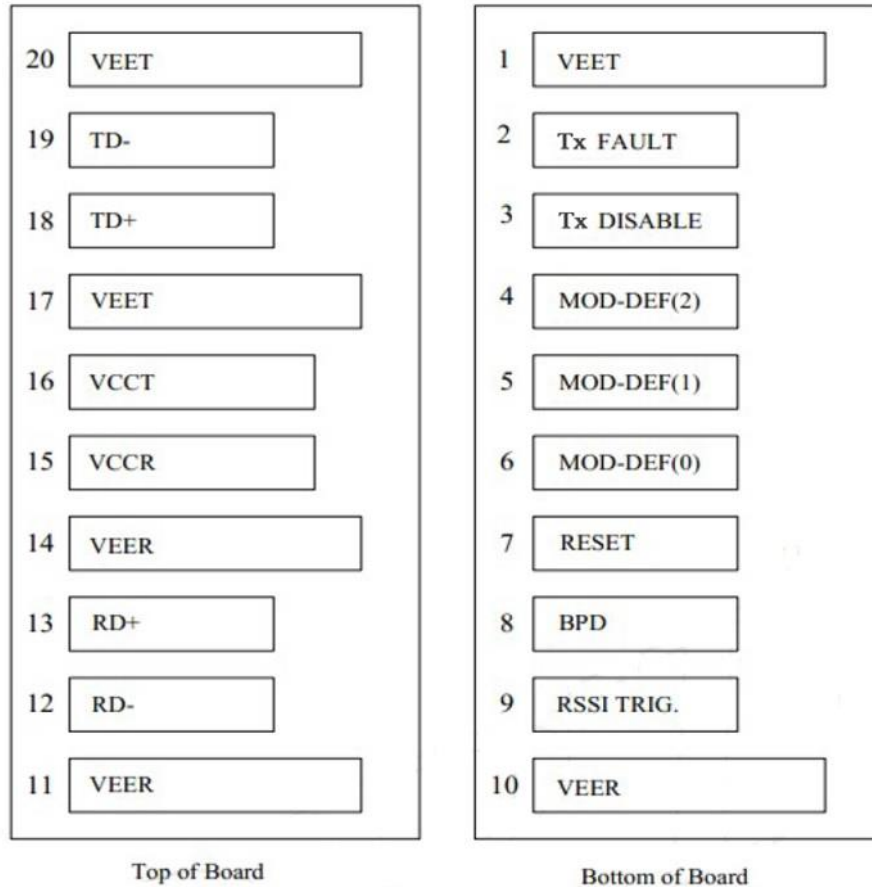 20 VEET
19 TD-
18 TD+
17 VEET
16 VCCT
15 VCCR
14 VEER
13 RD+
12 RD-
11 VEER
Top of Board
1 VEET
2 Tx FAULT
3 Tx DISABLE
4 MOD-DEF(2)
5 MOD-DEF(1)
6 MOD-DEF(0)
7 RESET
8 BPD
9 RSSI TRIG.
10 VEER
Bottom of Board